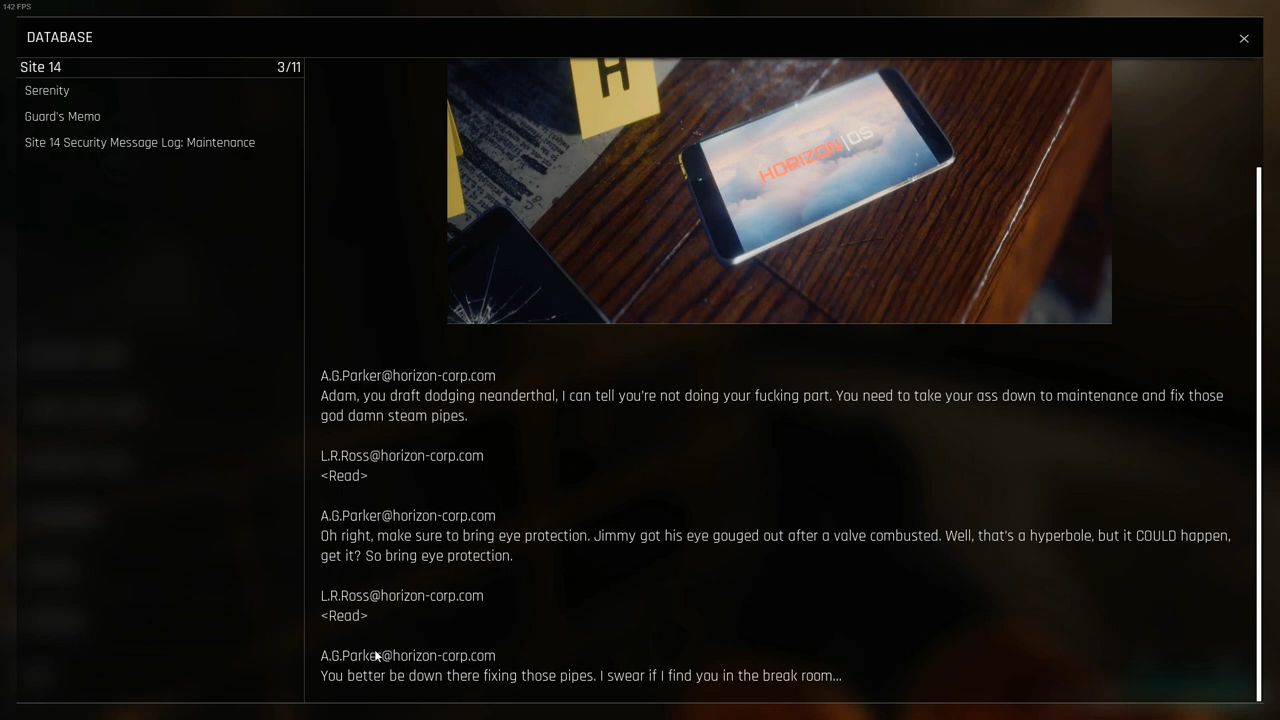 142 FPS
DATABASE
Site 14 3/11
Serenity
Guard's Memo
Site 14 Security Message Log: Maintenance
H
HORIZON|OS
A.G.Parker@horizon-corp.com
Adam, you draft dodging neanderthal, I can tell you're not doing your fucking part. You need to take your ass down to maintenance and fix those
god damn steam pipes.
L.R.Ross@horizon-corp.com
<Read>
A.G.Parker@horizon-corp.com
Oh right, make sure to bring eye protection. Jimmy got his eye gouged out after a valve combusted. Well, that's a hyperbole, but it COULD happen,
get it? So bring eye protection.
L.R.Ross@horizon-corp.com
<Read>
A.G.Parker@horizon-corp.com
You better be down there fixing those pipes. I swear if I find you in the break room...